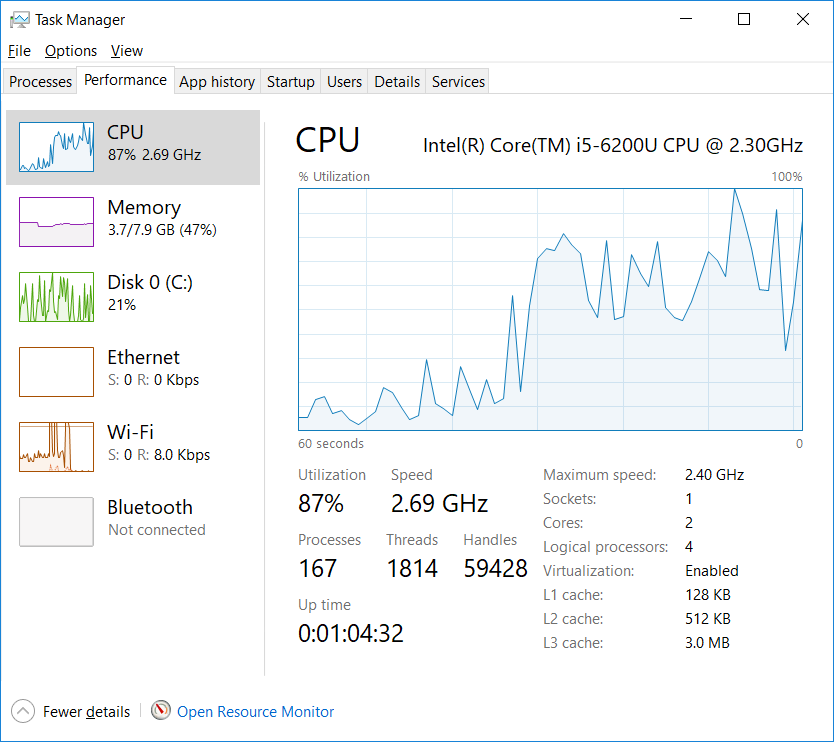 Task Manager
File Options View
Processes Performance App history Startup Users Details Services
CPU
87% 2.69 GHz
Memory
3.7/7.9 GB (47%)
Disk 0 (C:)
21%
Ethernet
S: 0 R: 0 Kbps
Wi-Fi
S: 0 R: 8.0 Kbps
Bluetooth
Not connected
CPU Intel(R) Core(TM) i5-6200U CPU @ 2.30GHz
% Utilization 100%
60 seconds 0
Utilization Speed
87% 2.69 GHz
Processes Threads Handles
167 1814 59428
Up time
0:01:04:32
Maximum speed: 2.40 GHz
Sockets: 1
Cores: 2
Logical processors: 4
Virtualization: Enabled
L1 cache: 128 KB
L2 cache: 512 KB
L3 cache: 3.0 MB
Fewer details Open Resource Monitor